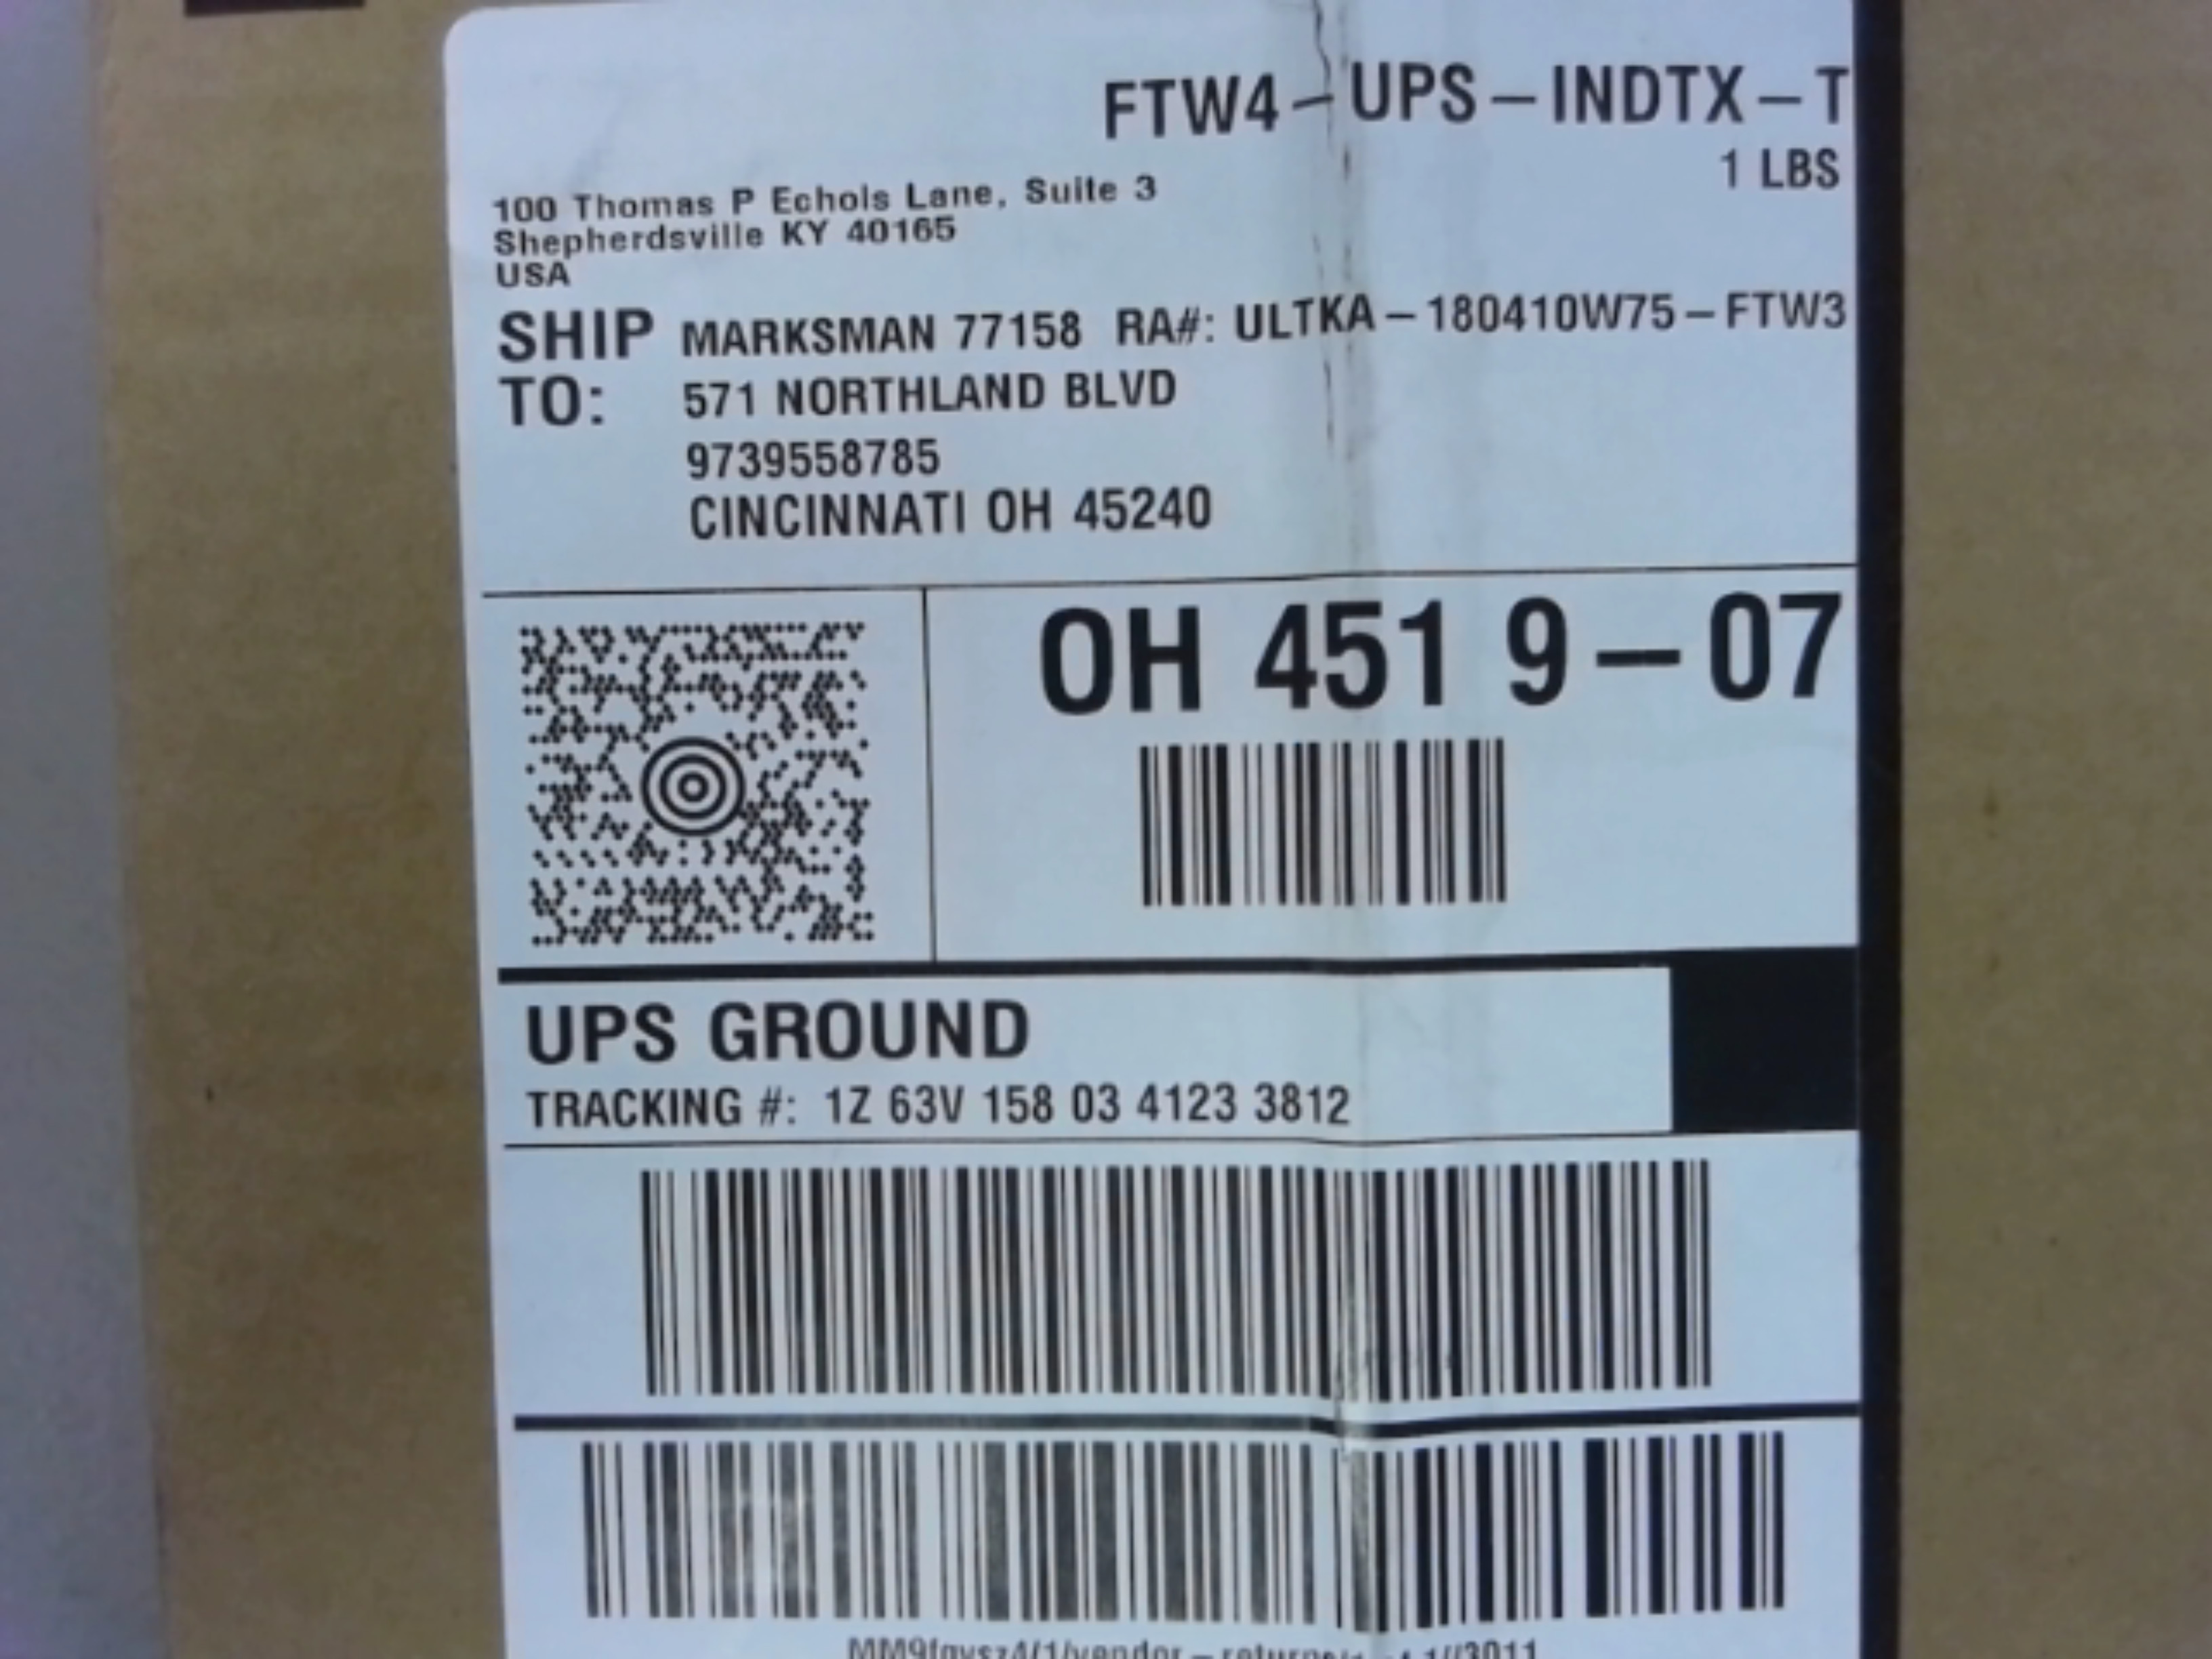 FTW4-UPS-INDTX-T
1 LBS
100 Thomas P Echols Lane, Suite 3
Shepherdsville KY 40165
USA
SHIP TO: MARKSMAN 77158 RA#: ULTKA-180410W75-FTW3
571 NORTHLAND BLVD
9739558785
CINCINNATI OH 45240
OH 451 9-07
UPS GROUND
TRACKING #: 1Z 63V 158 03 4123 3812